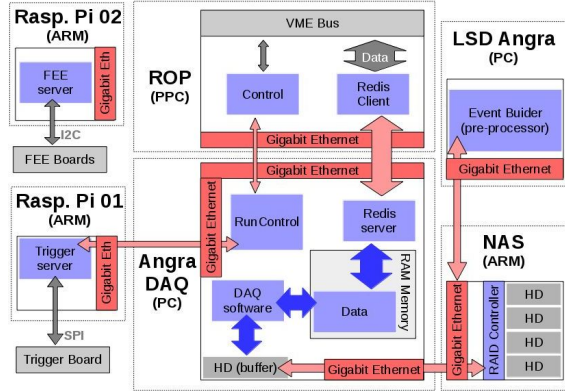 Rasp. Pi 02
(ARM)
FEE
server
Gigabit Eth
I2C
FEE Boards
Rasp. Pi 01
(ARM)
Trigger
server
Gigabit Eth
SPI
Trigger Board
VME Bus
ROP
(PPC)
Data
Control
Redis
Client
Gigabit Ethernet
Gigabit Ethernet
Gigabit Ethernet
Run Control
Redis
server
Angra
DAQ
(PC)
RAM Memory
DAQ
software
Data
HD (buffer)
Gigabit Ethernet
LSD Angra
(PC)
Event Buider
(pre-processor)
Gigabit Ethernet
NAS
(ARM)
Gigabit Ethernet
RAID Controller
HD
HD
HD
HD